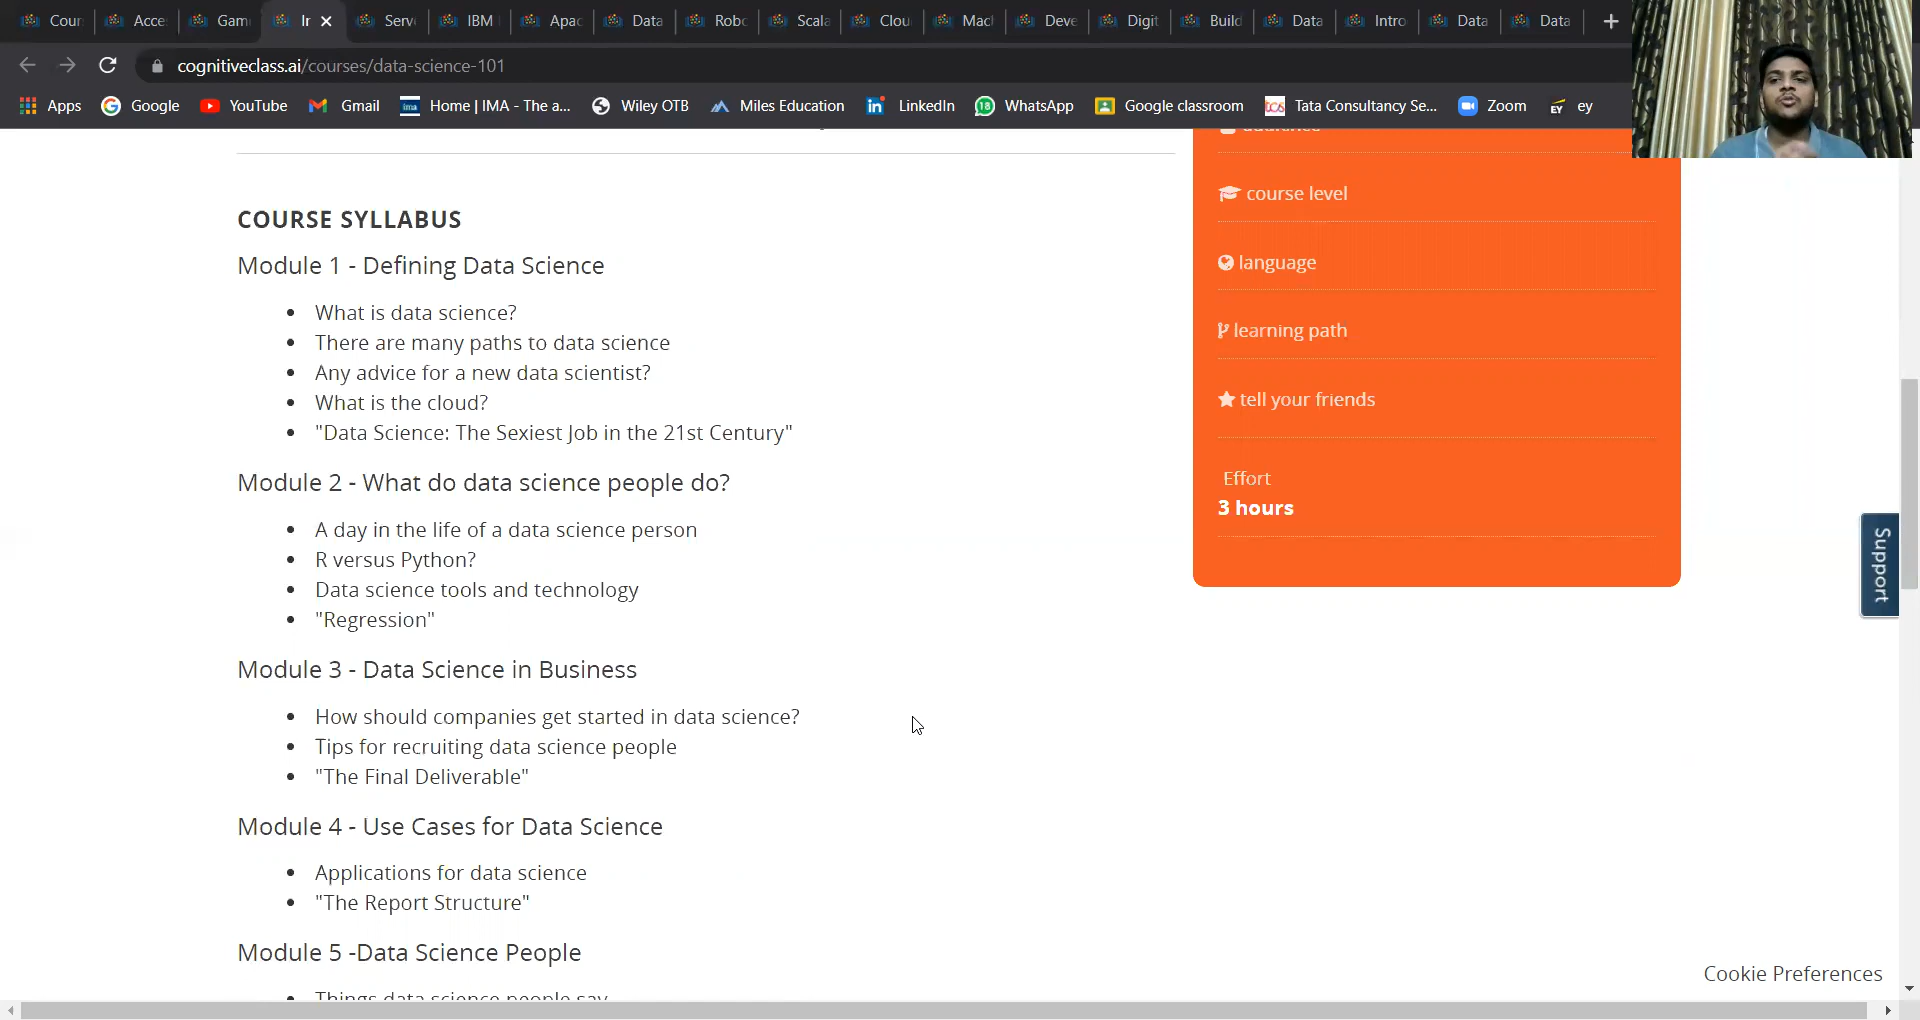 Cour Acce Gam Ir Serv IBM Apac Data Robo Scala Clou Mach Deve Digit Build Data Intro Data Data
cognitiveclass.ai/courses/data-science-101
Apps Google YouTube Gmail Home | IMA - The a... Wiley OTB Miles Education LinkedIn WhatsApp Google classroom Tata Consultancy Se... Zoom ey
COURSE SYLLABUS
Module 1 - Defining Data Science
• What is data science?
• There are many paths to data science
• Any advice for a new data scientist?
• What is the cloud?
• "Data Science: The Sexiest Job in the 21st Century"
Module 2 - What do data science people do?
• A day in the life of a data science person
• R versus Python?
• Data science tools and technology
• "Regression"
Module 3 - Data Science in Business
• How should companies get started in data science?
• Tips for recruiting data science people
• "The Final Deliverable"
Module 4 - Use Cases for Data Science
• Applications for data science
• "The Report Structure"
Module 5 -Data Science People
• Things data science people say
audience
course level
language
learning path
tell your friends
Effort
3 hours
Support
Cookie Preferences